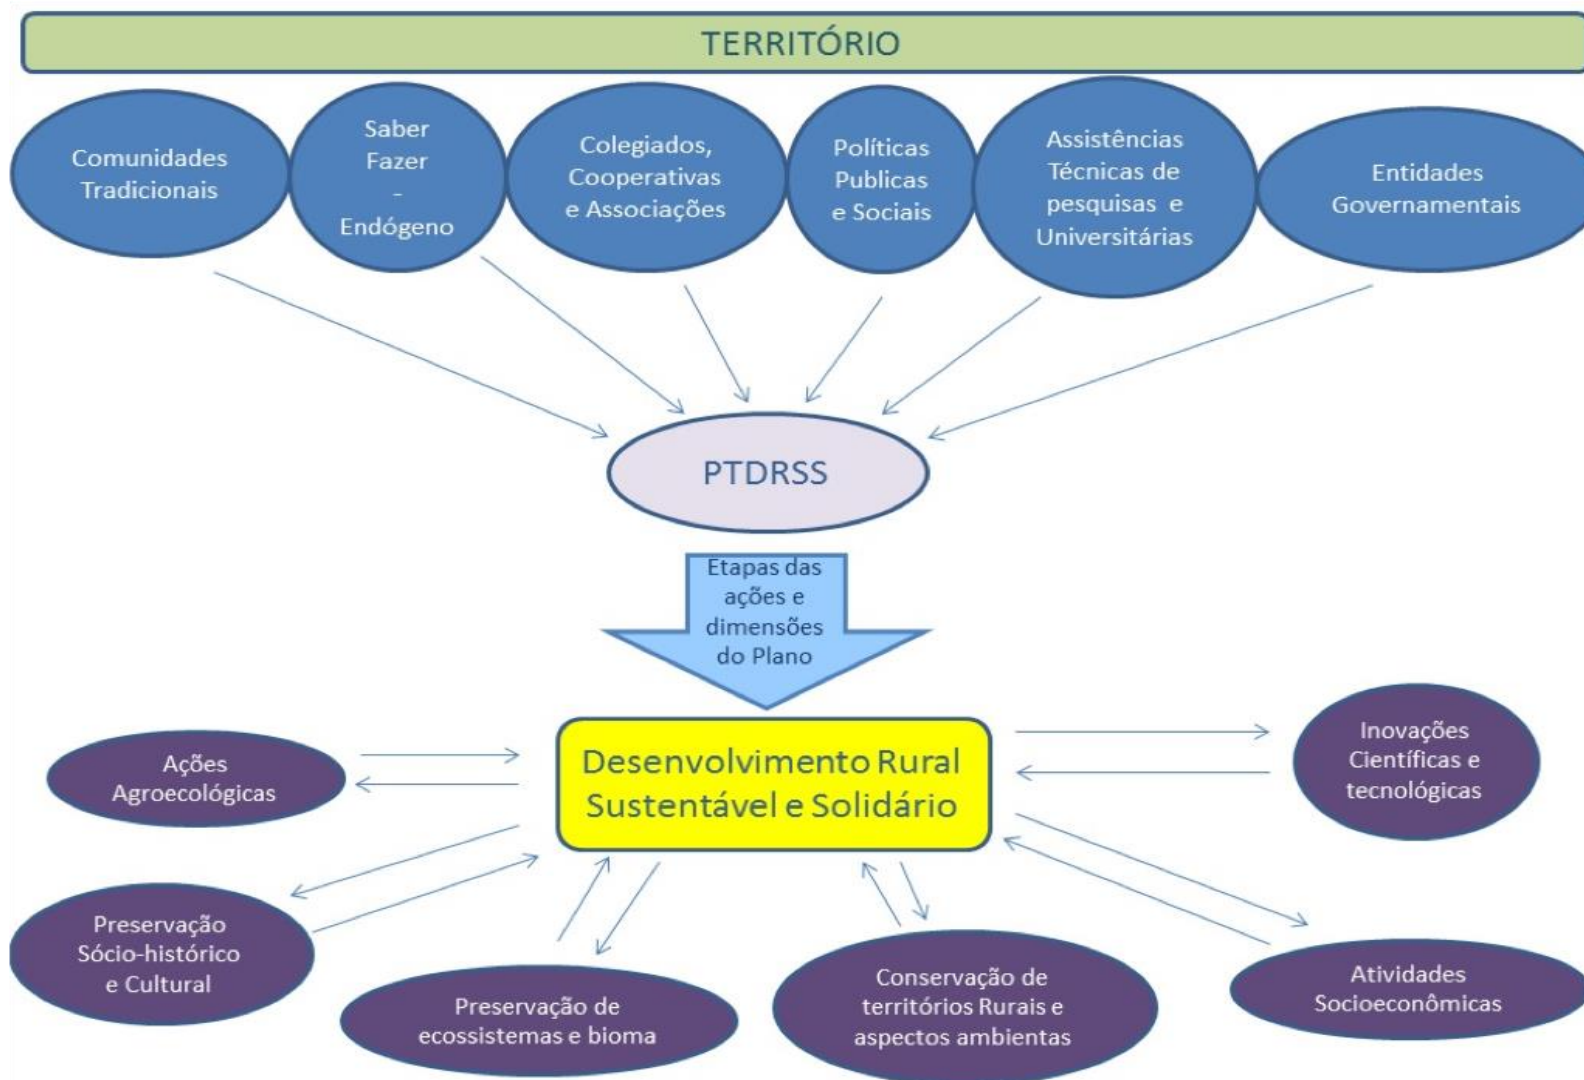 TERRITÓRIO
Comunidades
Tradicionais
Saber
Fazer
-
Endógeno
Colegiados,
Cooperativas
e Associações
Políticas
Publicas
e Sociais
Assistências
Técnicas de
pesquisas e
Universitárias
Entidades
Governamentais
PTDRSS
Etapas das
ações e
dimensões
do Plano
Desenvolvimento Rural
Sustentável e Solidário
Ações
Agroecológicas
Inovações
Científicas e
tecnológicas
Preservação
Sócio-histórico
e Cultural
Preservação de
ecossistemas e bioma
Conservação de
territórios Rurais e
aspectos ambientas
Atividades
Socioeconômicas